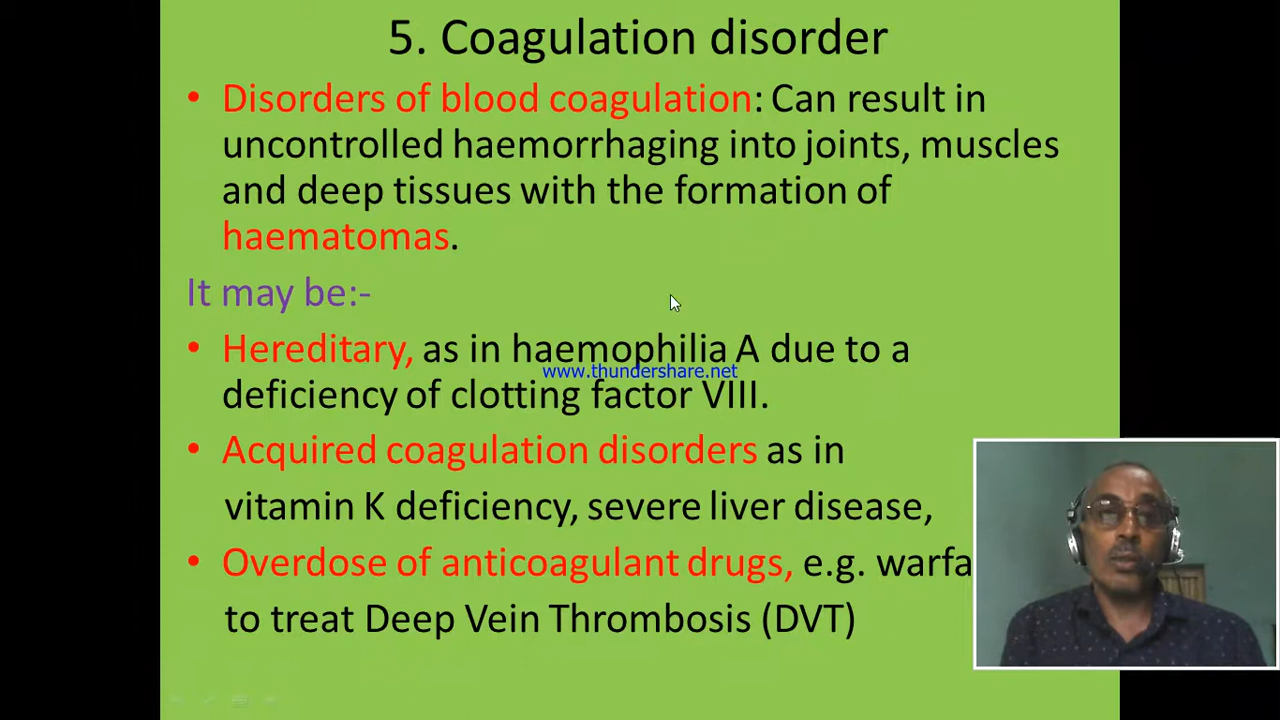 5. Coagulation disorder
• Disorders of blood coagulation: Can result in
uncontrolled haemorrhaging into joints, muscles
and deep tissues with the formation of
haematomas.
It may be:-
• Hereditary, as in haemophilia A due to a
www.thundershare.net
deficiency of clotting factor VIII.
• Acquired coagulation disorders as in
vitamin K deficiency, severe liver disease,
• Overdose of anticoagulant drugs, e.g. warfa
to treat Deep Vein Thrombosis (DVT)